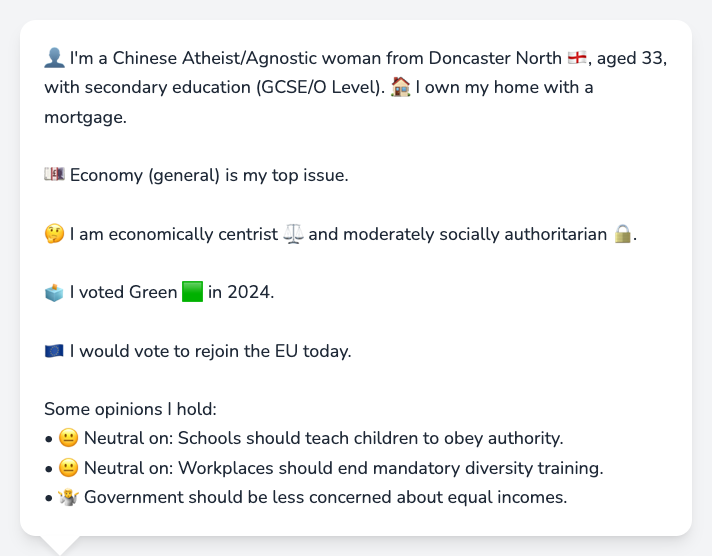 👤 I'm a Chinese Atheist/Agnostic woman from Doncaster North 🏴󠁧󠁢󠁥󠁮󠁧󠁿, aged 33,
with secondary education (GCSE/O Level). 🏠 I own my home with a
mortgage.
💷 Economy (general) is my top issue.
🤔 I am economically centrist ⚖️ and moderately socially authoritarian 🔒.
🗳️ I voted Green 🟩 in 2024.
🇪🇺 I would vote to rejoin the EU today.
Some opinions I hold:
• 😐 Neutral on: Schools should teach children to obey authority.
• 😐 Neutral on: Workplaces should end mandatory diversity training.
• 🤷 Government should be less concerned about equal incomes.